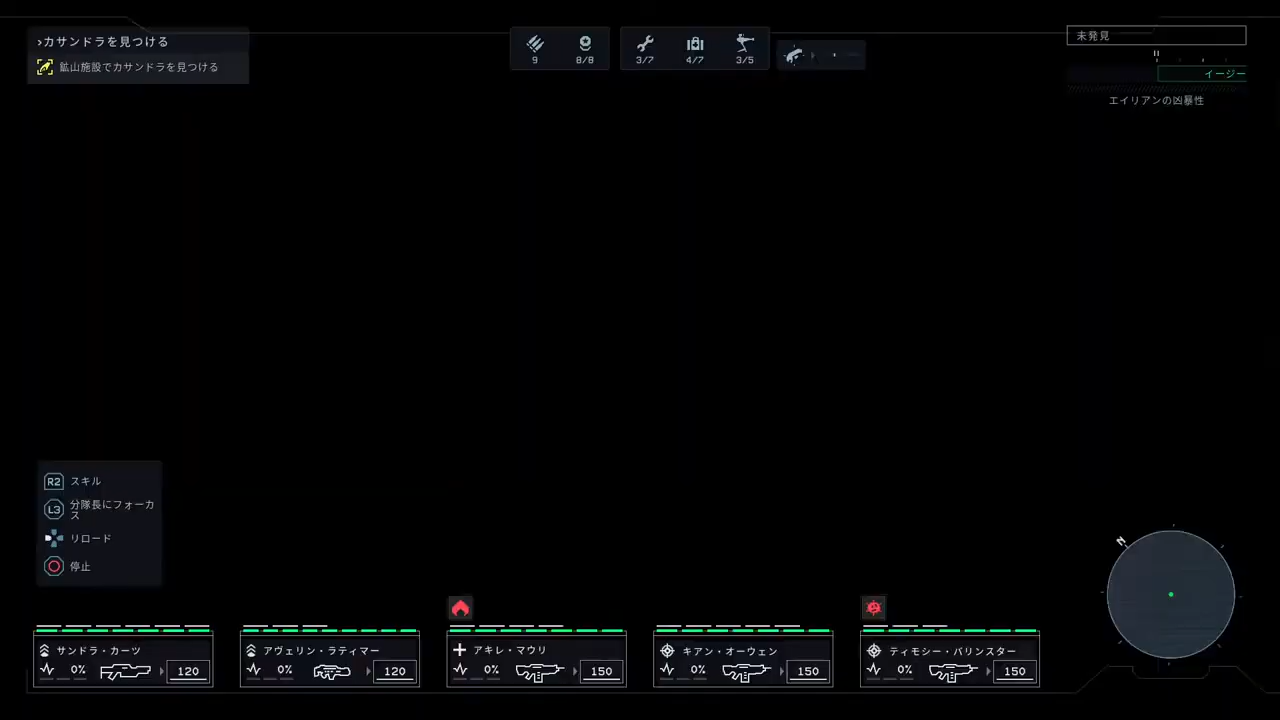 ›カサンドラを見つける
鉱山施設でカサンドラを見つける
9
8/8
3/7
4/7
3/5
未発見
イージー
エイリアンの凶暴性
R2 スキル
L3 分隊長にフォーカ
ス
リロード
停止
N
サンドラ・カーツ
0%
120
アヴェリン・ラティマー
0%
120
アキレ・マウリ
0%
150
キアン・オーウェン
0%
150
ティモシー・バリンスター
0%
150